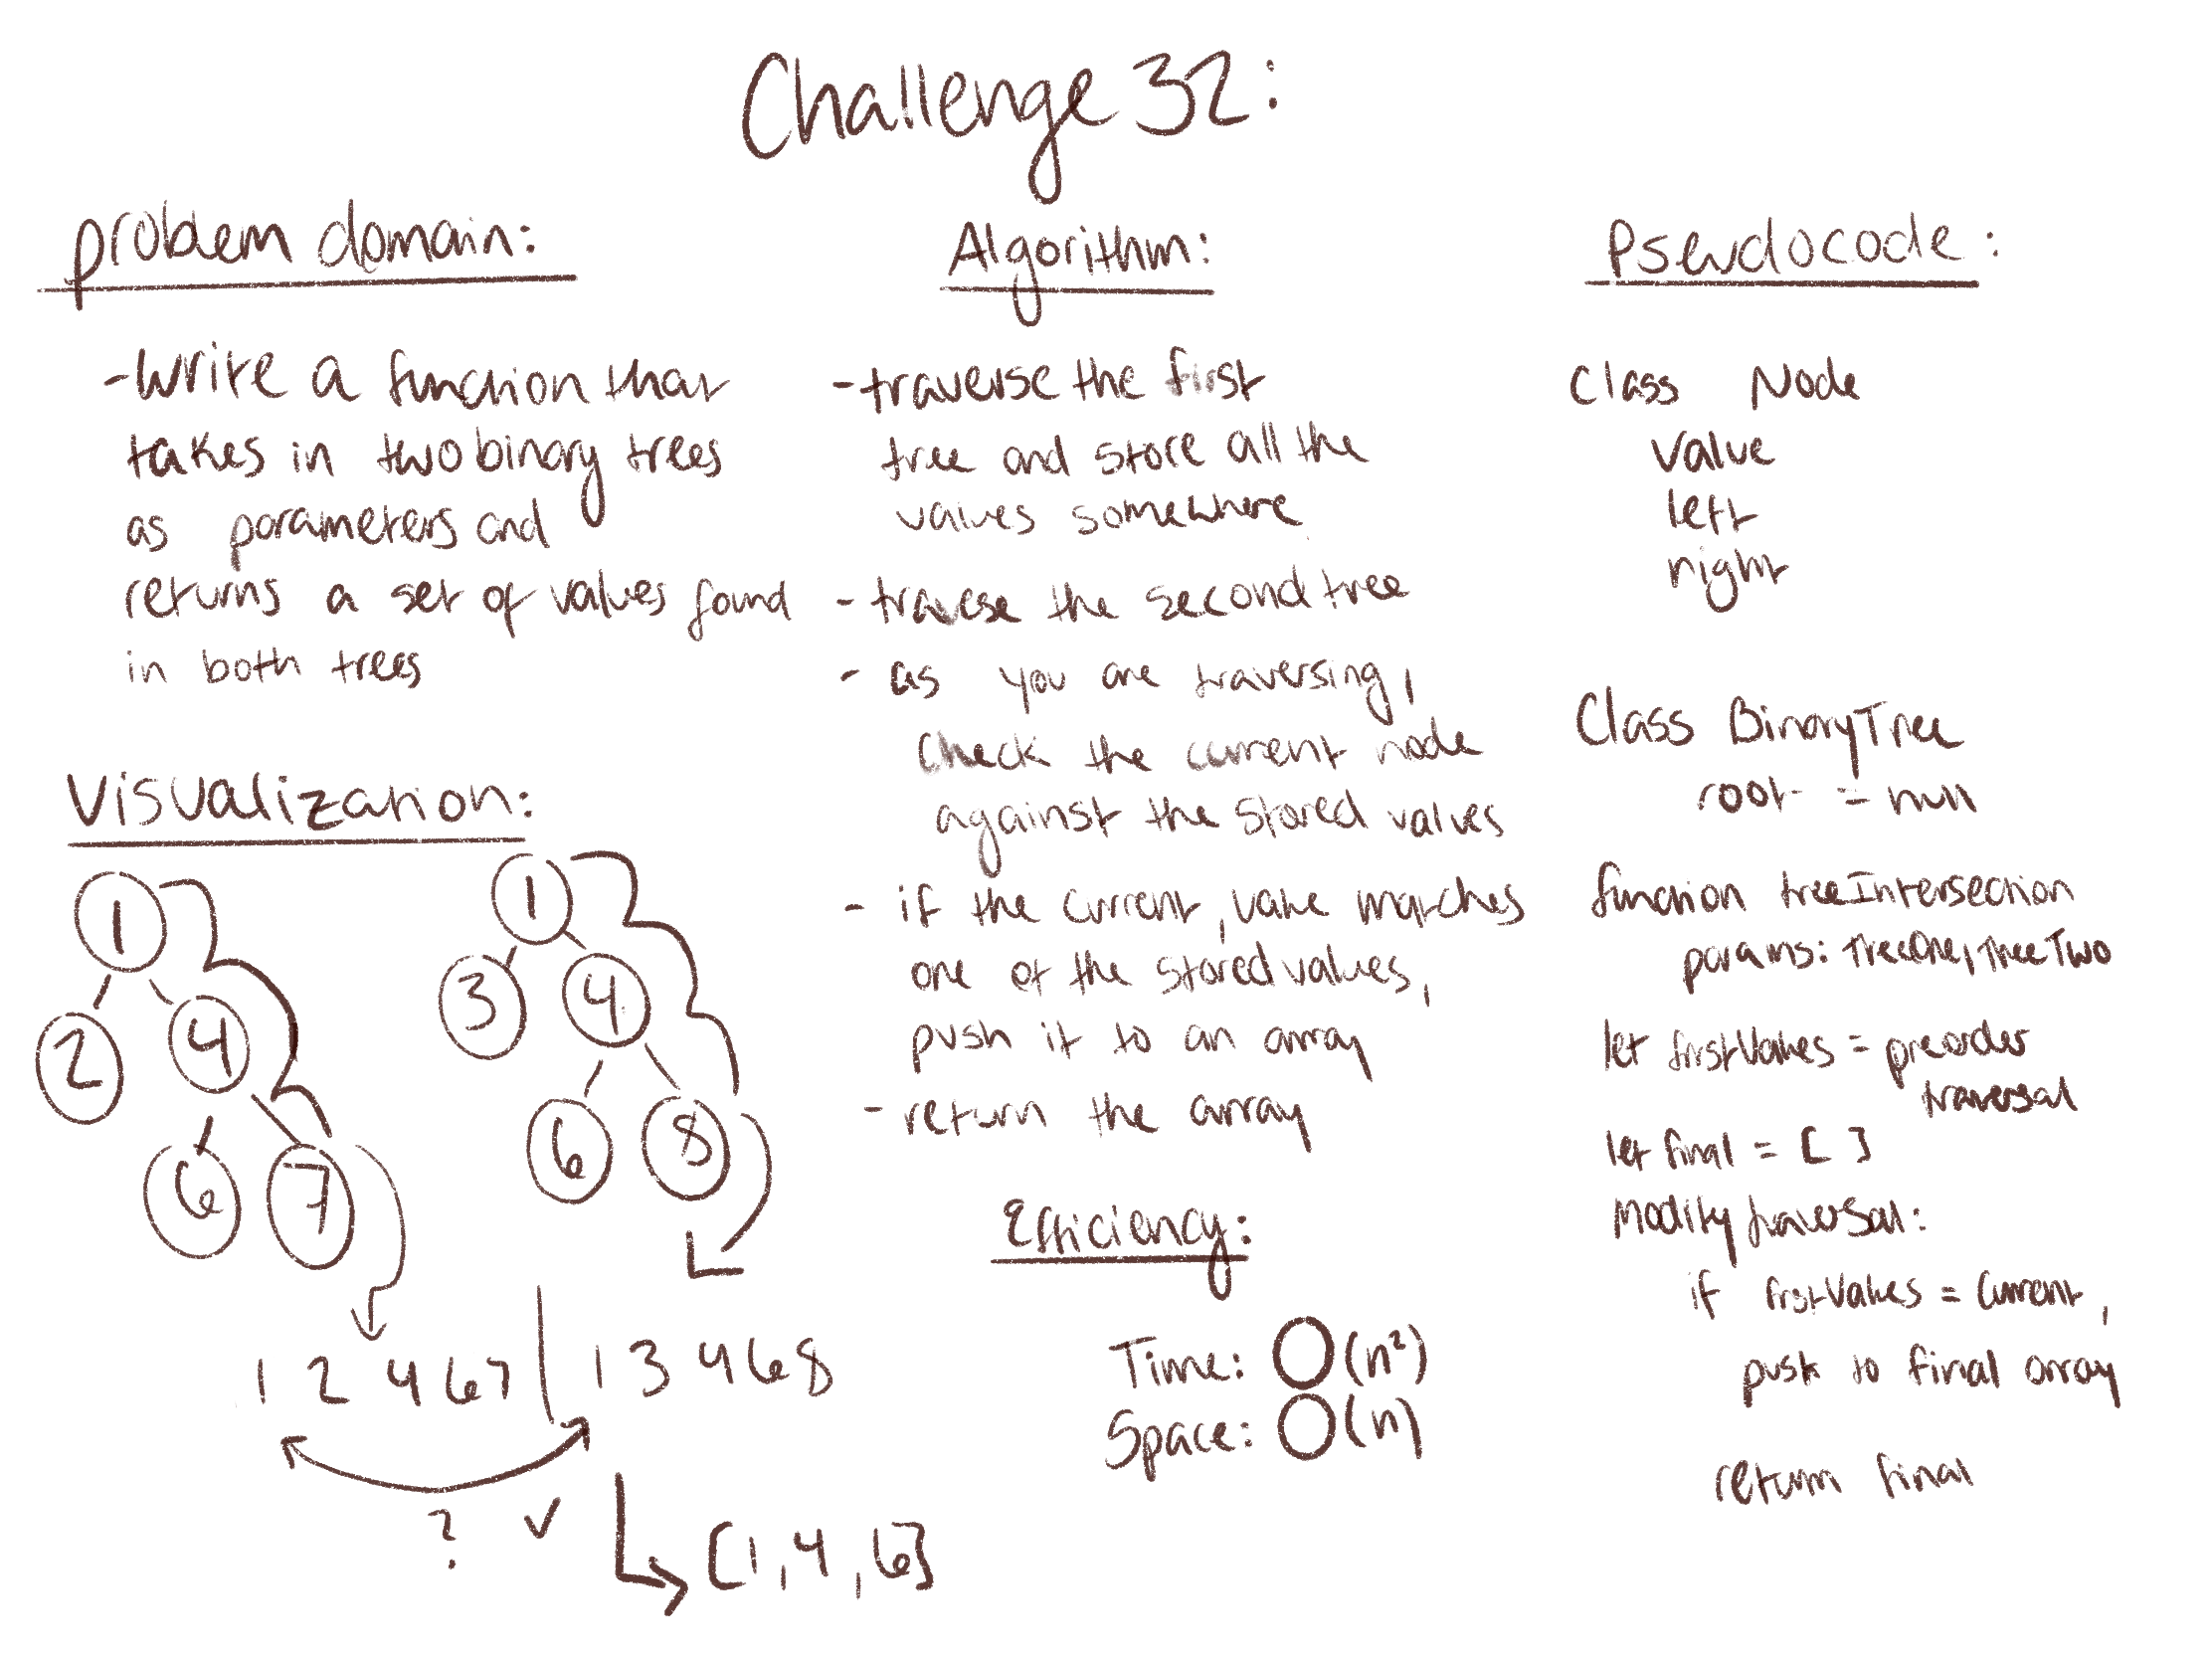 Challenge 32:
problem domain:
-write a function that
takes in two binary trees
as parameters and
returns a set of values found
in both trees
Visualization:
1
2 4
6 7
1
3 4
6 8
1 2 4 6 7 | 1 3 4 6 8
? ✓
[1, 4, 6]
Algorithm:
-traverse the first
tree and store all the
values somewhere
- travese the second tree
- as you are traversing,
check the current node
against the stored values
- if the current, value matches
one of the stored values,
push it to an array
- return the array
Efficiency:
Time: O(n²)
Space: O(n)
Pseudocode:
Class Node
value
left
right
Class BinaryTree
root = null
function treeIntersection
params: treeOne, treeTwo
let firstValues = preorder
traversal
let final = [ ]
modify traversal:
if firstValues = current,
push to final array
return final